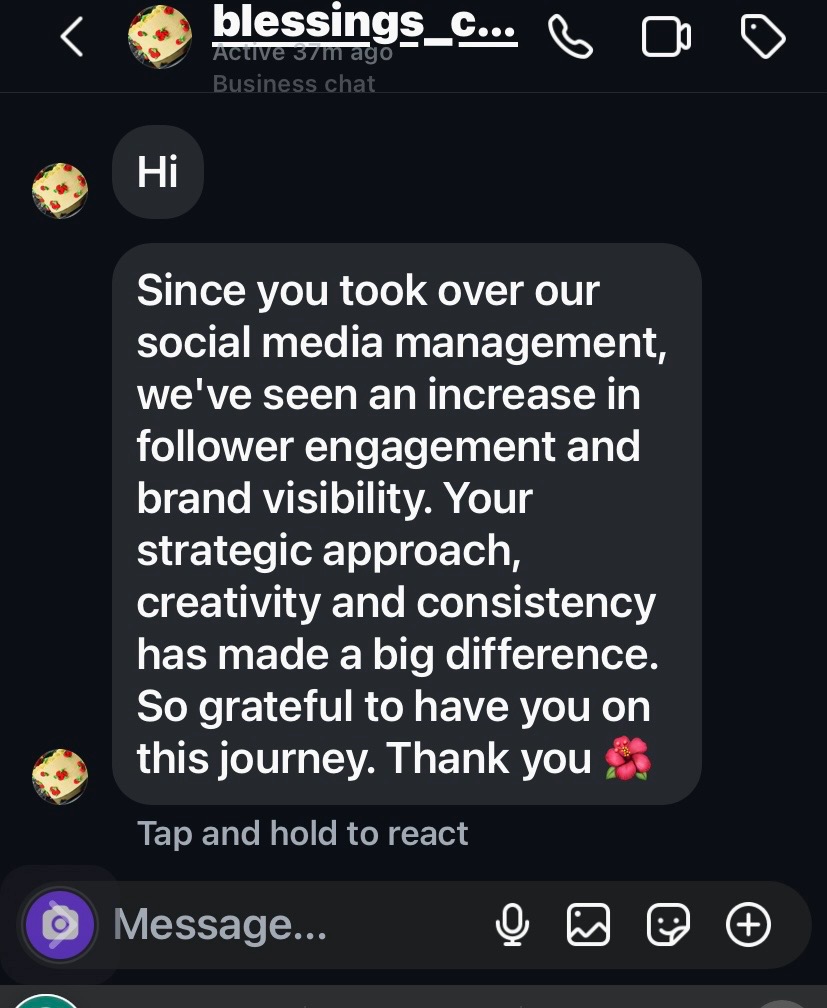 blessings_c...
Active 37m ago
Business chat
Hi
Since you took over our
social media management,
we've seen an increase in
follower engagement and
brand visibility. Your
strategic approach,
creativity and consistency
has made a big difference.
So grateful to have you on
this journey. Thank you 🌺
Tap and hold to react
Message...